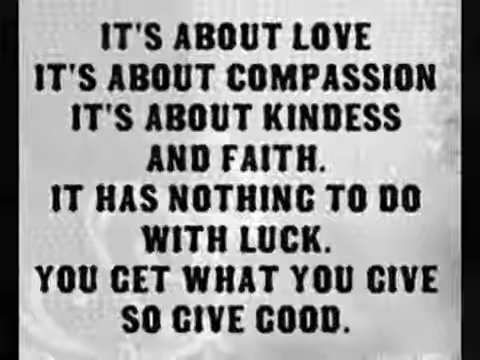 IT'S ABOUT LOVE
IT'S ABOUT COMPASSION
IT'S ABOUT KINDESS
AND FAITH.
IT HAS NOTHING TO DO
WITH LUCK.
YOU GET WHAT YOU GIVE
SO GIVE GOOD.